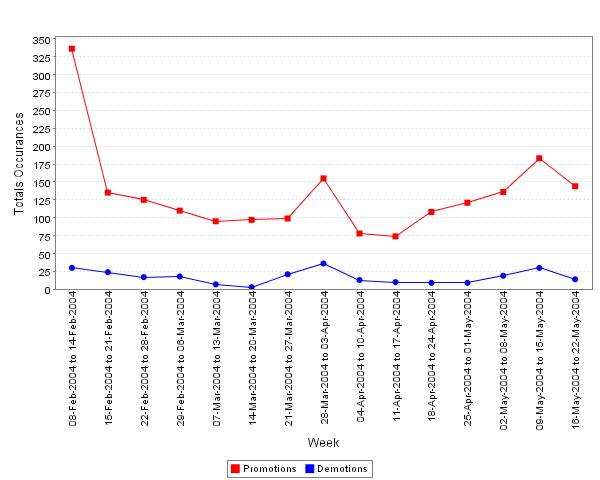 350
325
300
275
250
225
200
175
150
125
100
75
50
25
0
Totals Occurances
08-Feb-2004 to 14-Feb-2004
15-Feb-2004 to 21-Feb-2004
22-Feb-2004 to 28-Feb-2004
29-Feb-2004 to 06-Mar-2004
07-Mar-2004 to 13-Mar-2004
14-Mar-2004 to 20-Mar-2004
21-Mar-2004 to 27-Mar-2004
28-Mar-2004 to 03-Apr-2004
04-Apr-2004 to 10-Apr-2004
11-Apr-2004 to 17-Apr-2004
18-Apr-2004 to 24-Apr-2004
25-Apr-2004 to 01-May-2004
02-May-2004 to 08-May-2004
09-May-2004 to 15-May-2004
16-May-2004 to 22-May-2004
Week
Promotions Demotions